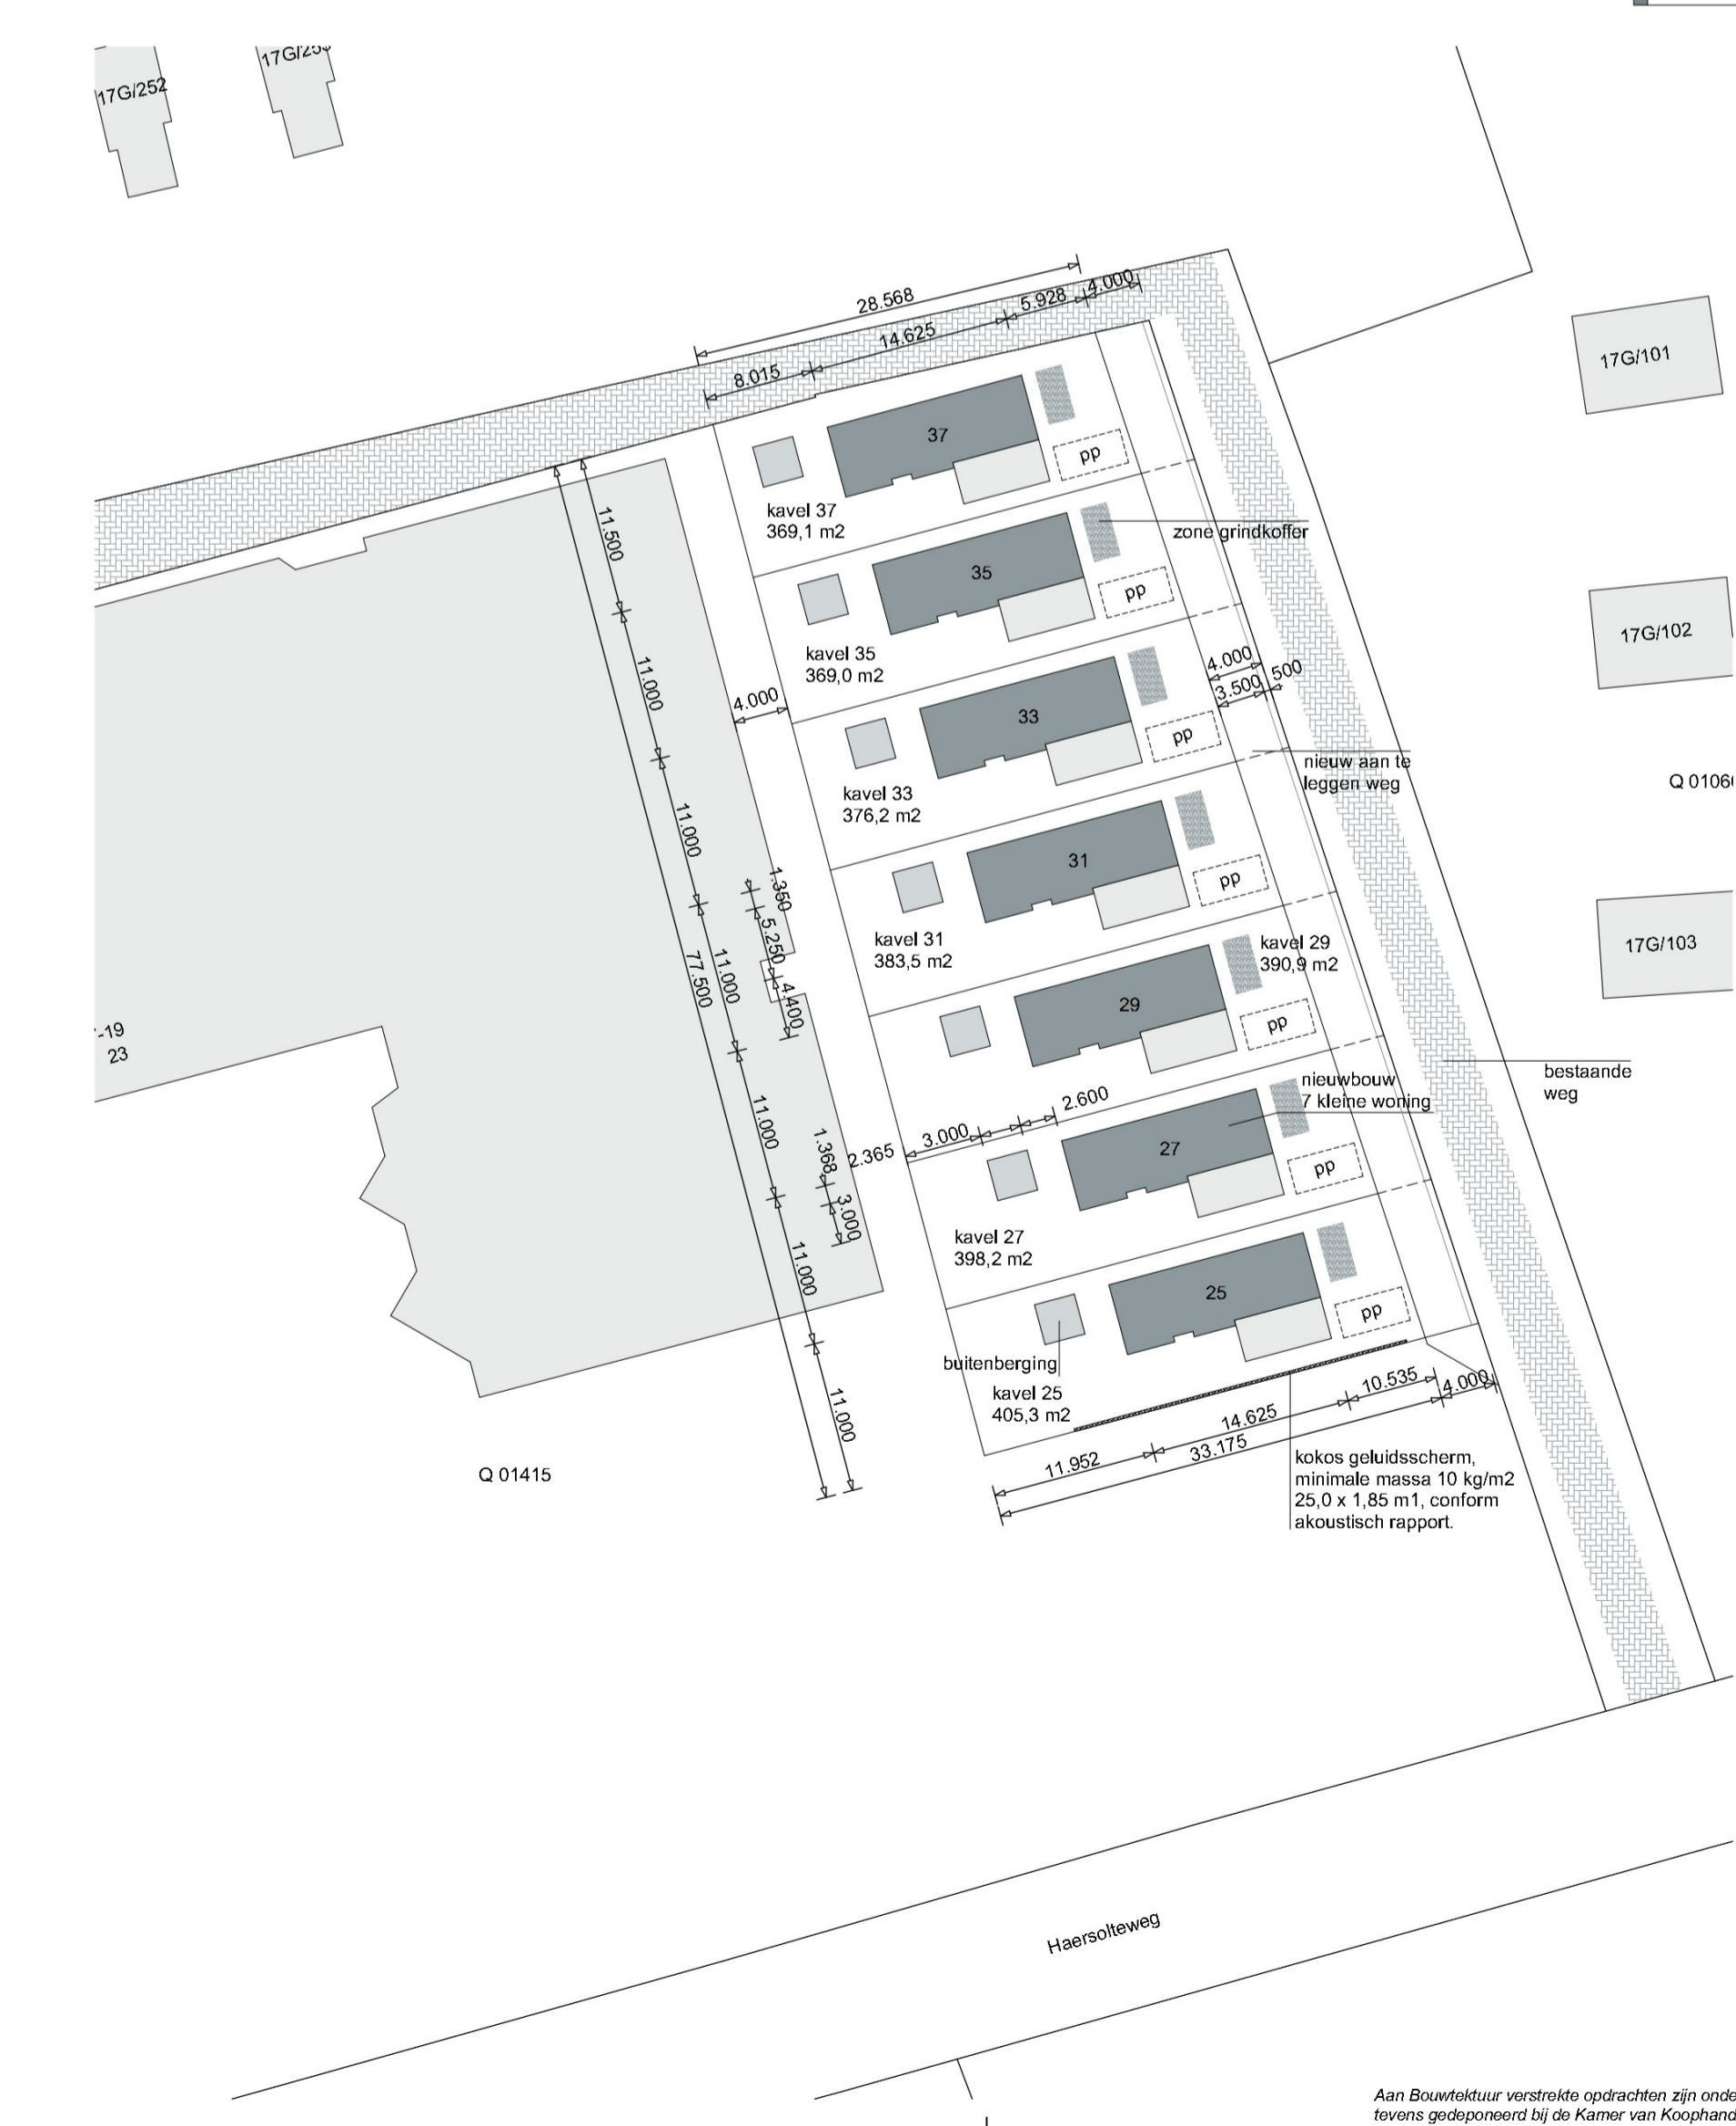 17G/252
28.568
5.928
4.000
14.625
8.015
17G/101
37
pp
kavel 37
369,1 m2
zone grindkoffer
11.500
35
pp
kavel 35
369,0 m2
17G/102
11.000
4.000
4.000
500
3.500
33
pp
nieuw aan te
leggen weg
kavel 33
376,2 m2
11.000
31
pp
1.350
5.250
4.400
kavel 31
383,5 m2
kavel 29
390,9 m2
17G/103
77.500
11.000
29
pp
-19
23
bestaande
weg
nieuwbouw
7 kleine woning
2.600
3.000
2.365
11.000
1.368
3.000
27
pp
kavel 27
398,2 m2
11.000
25
pp
buitenberging
kavel 25
405,3 m2
11.000
10.535
4.000
14.625
33.175
11.952
kokos geluidsscherm,
minimale massa 10 kg/m2
25,0 x 1,85 m1, conform
akoustisch rapport.
Q 01415
Haersolteweg
Aan Bouwtektuur verstrekte opdrachten zijn onde
tevens gedeponeerd bij de Kamer van Koophand